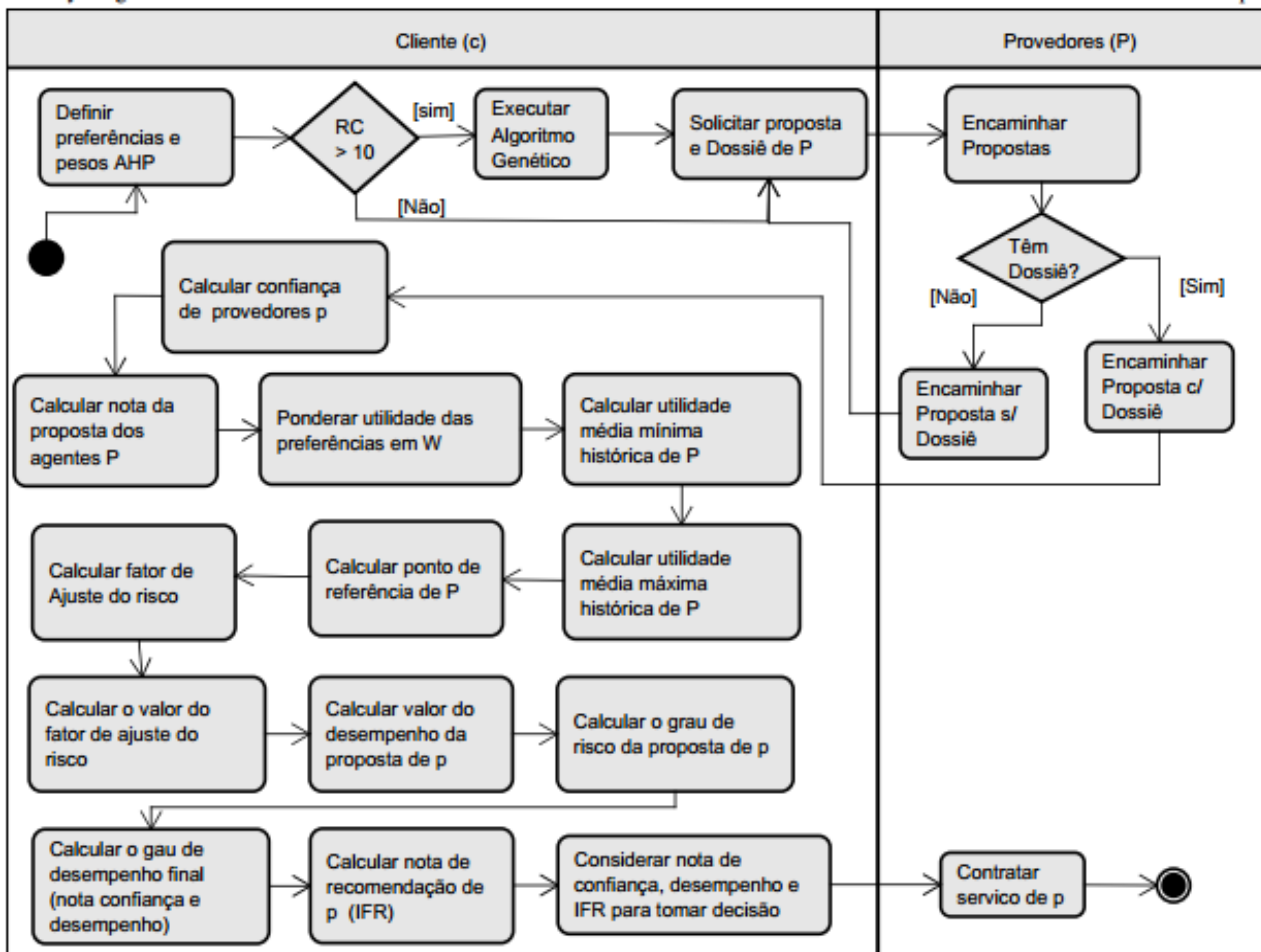 Cliente (c)
Provedores (P)
Definir
preferências e
pesos AHP
RC
> 10
[sim]
Executar
Algoritmo
Genético
Solicitar proposta
e Dossiê de P
Encaminhar
Propostas
[Não]
Têm
Dossiê?
[Não]
[Sim]
Calcular confiança
de provedores p
Encaminhar
Proposta s/
Dossiê
Encaminhar
Proposta c/
Dossiê
Calcular nota da
proposta dos
agentes P
Ponderar utilidade das
preferências em W
Calcular utilidade
média mínima
histórica de P
Calcular utilidade
média máxima
histórica de P
Calcular ponto de
referência de P
Calcular fator de
Ajuste do risco
Calcular o valor do
fator de ajuste do
risco
Calcular valor do
desempenho da
proposta de p
Calcular o grau de
risco da proposta de p
Calcular o gau de
desempenho final
(nota confiança e
desempenho)
Calcular nota de
recomendação de
p (IFR)
Considerar nota de
confiança, desempenho e
IFR para tomar decisão
Contratar
servico de p